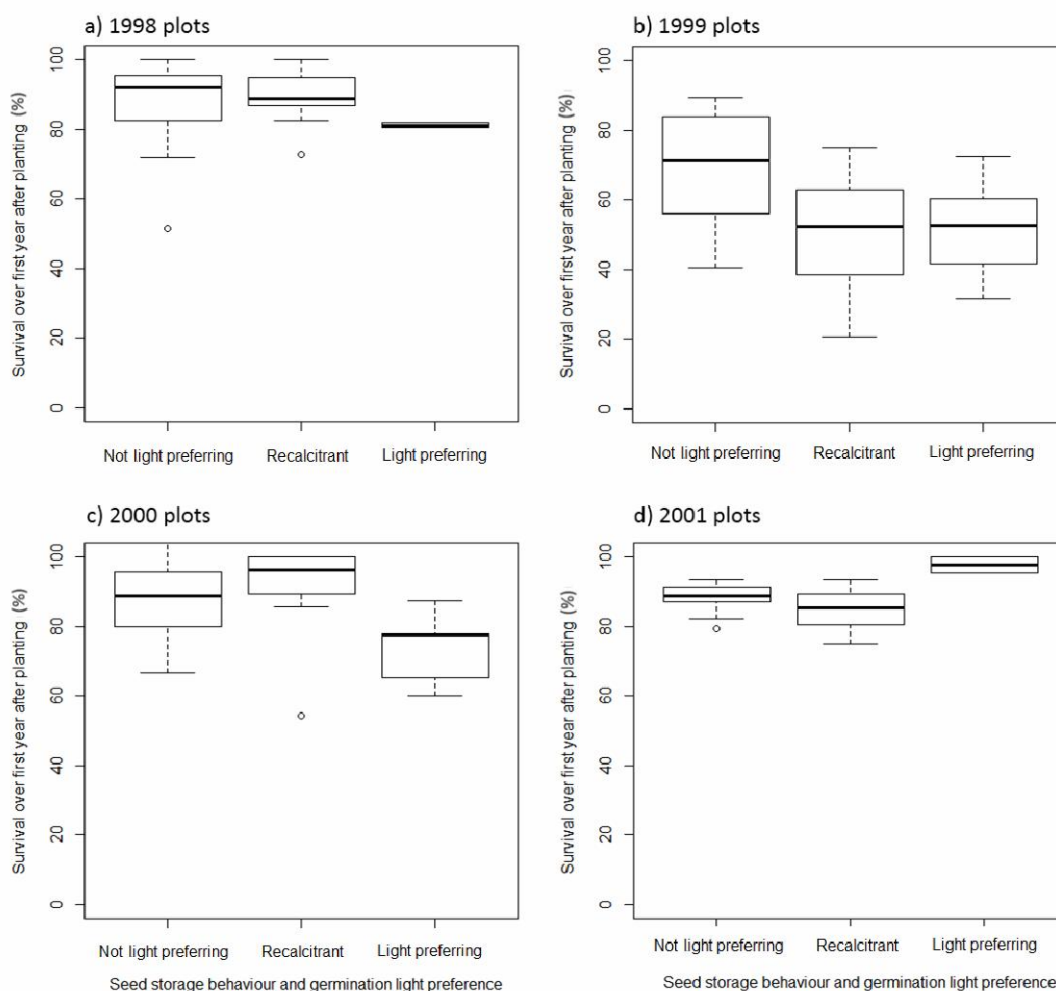 a) 1998 plots
Survival over first year after planting (%)
100
80
60
40
20
0
Not light preferring Recalcitrant Light preferring
b) 1999 plots
Survival over first year after planting (%)
100
80
60
40
20
0
Not light preferring Recalcitrant Light preferring
c) 2000 plots
Survival over first year after planting (%)
100
80
60
40
20
0
Not light preferring Recalcitrant Light preferring
Seed storage behaviour and germination light preference
d) 2001 plots
Survival over first year after planting (%)
100
80
60
40
20
0
Not light preferring Recalcitrant Light preferring
Seed storage behaviour and germination light preference